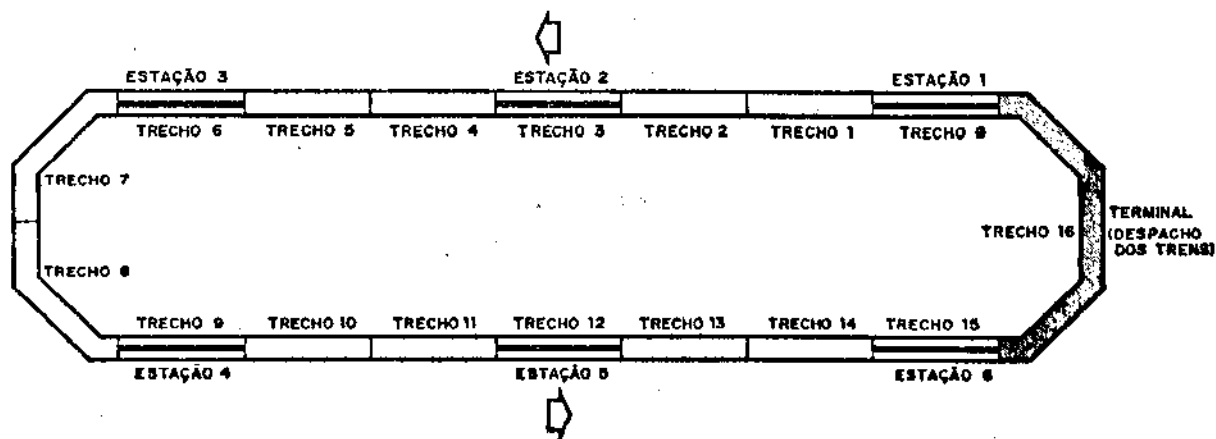 ESTAÇÃO 3 ESTAÇÃO 2 ESTAÇÃO 1
TRECHO 6 TRECHO 5 TRECHO 4 TRECHO 3 TRECHO 2 TRECHO 1 TRECHO 0
TRECHO 7
TRECHO 16
TERMINAL
(DESPACHO
DOS TRENS)
TRECHO 8
TRECHO 9 TRECHO 10 TRECHO 11 TRECHO 12 TRECHO 13 TRECHO 14 TRECHO 15
ESTAÇÃO 4 ESTAÇÃO 5 ESTAÇÃO 6